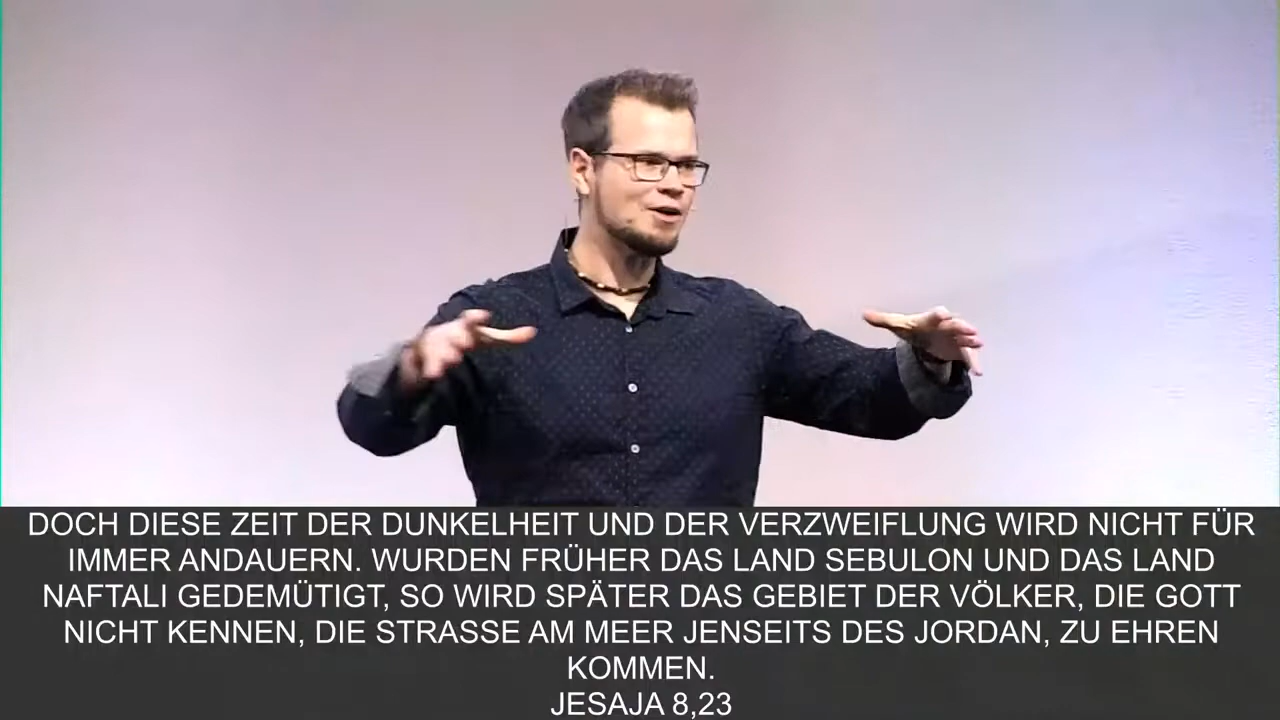 DOCH DIESE ZEIT DER DUNKELHEIT UND DER VERZWEIFLUNG WIRD NICHT FÜR
IMMER ANDAUERN. WURDEN FRÜHER DAS LAND SEBULON UND DAS LAND
NAFTALI GEDEMÜTIGT, SO WIRD SPÄTER DAS GEBIET DER VÖLKER, DIE GOTT
NICHT KENNEN, DIE STRASSE AM MEER JENSEITS DES JORDAN, ZU EHREN
KOMMEN.
JESAJA 8,23